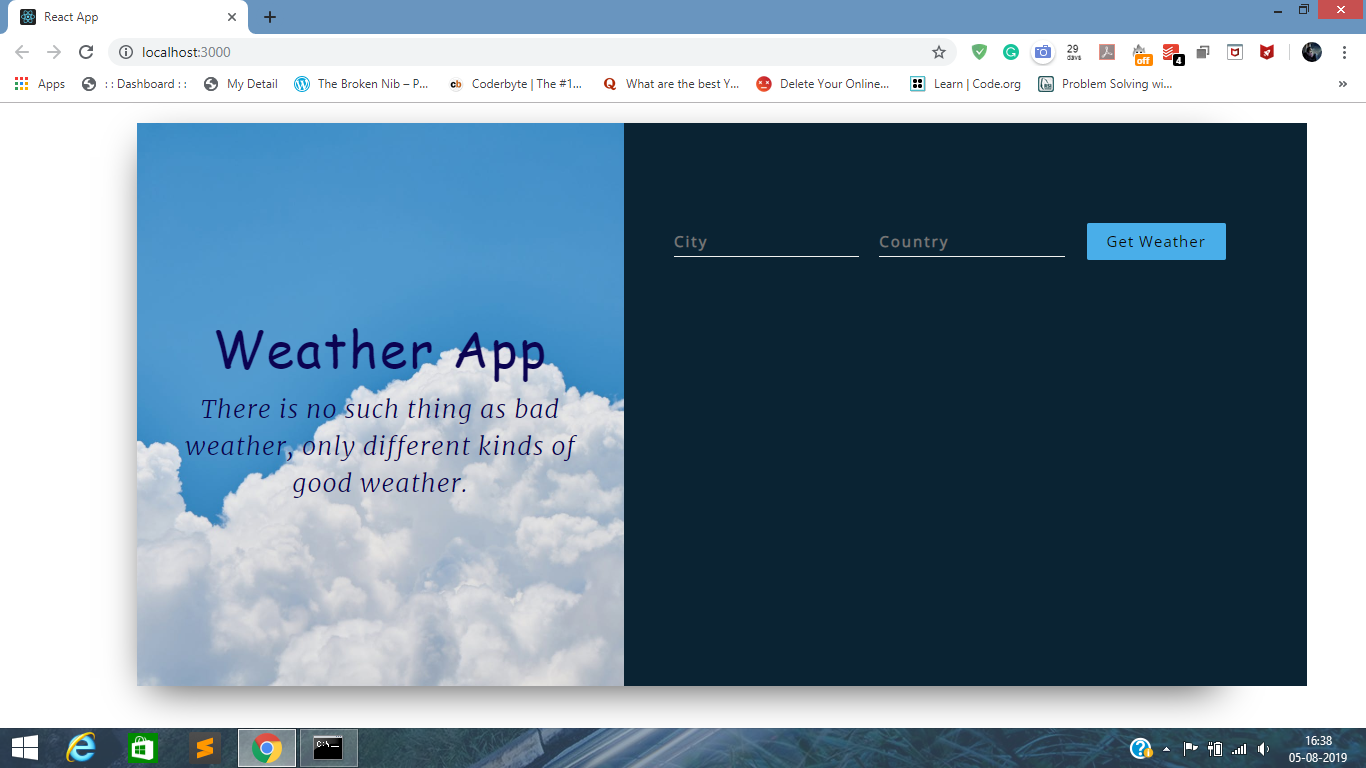 React App
localhost:3000
29
days
off
4
Apps
: : Dashboard : :
My Detail
The Broken Nib – P...
cb
Coderbyte | The #1...
What are the best Y...
Delete Your Online...
Learn | Code.org
Problem Solving wi...
»
City
Country
Get Weather
Weather App
There is no such thing as bad
weather, only different kinds of
good weather.
C:\.
16:38
05-08-2019